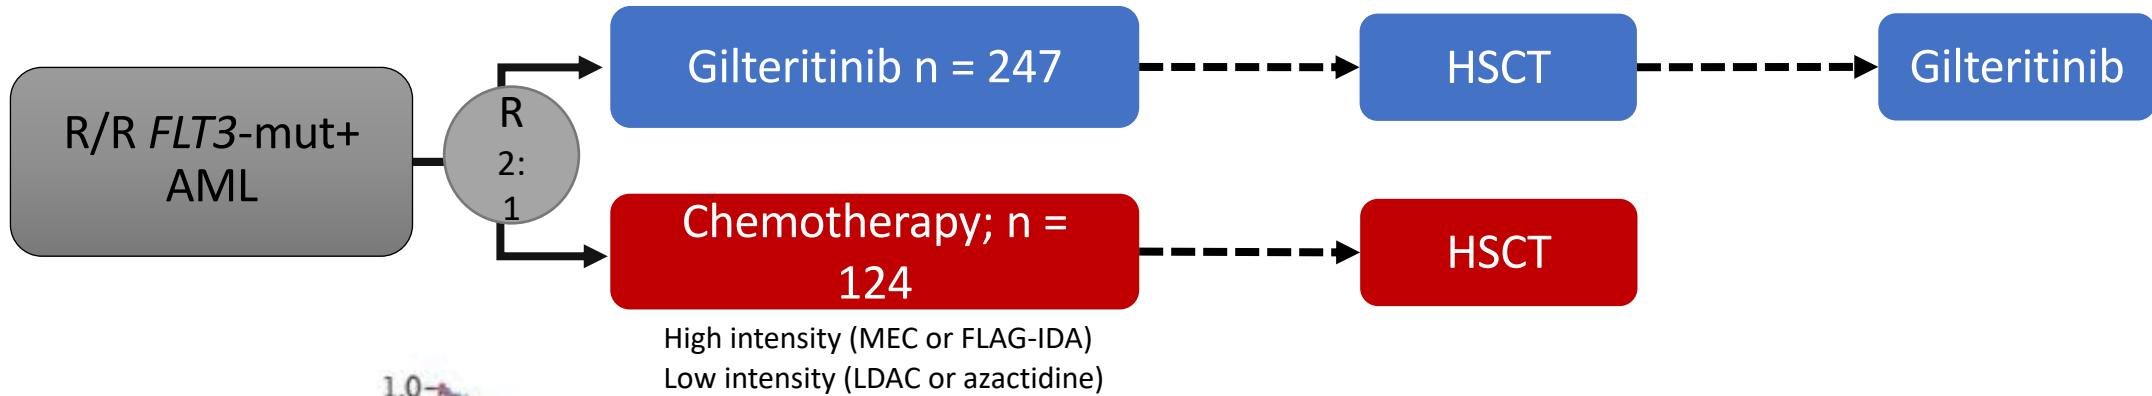 R/R FLT3-mut+
AML
R
2:
1
Gilteritinib n = 247
HSCT
Gilteritinib
Chemotherapy; n =
124
HSCT
High intensity (MEC or FLAG-IDA)
Low intensity (LDAC or azactidine)
1.0